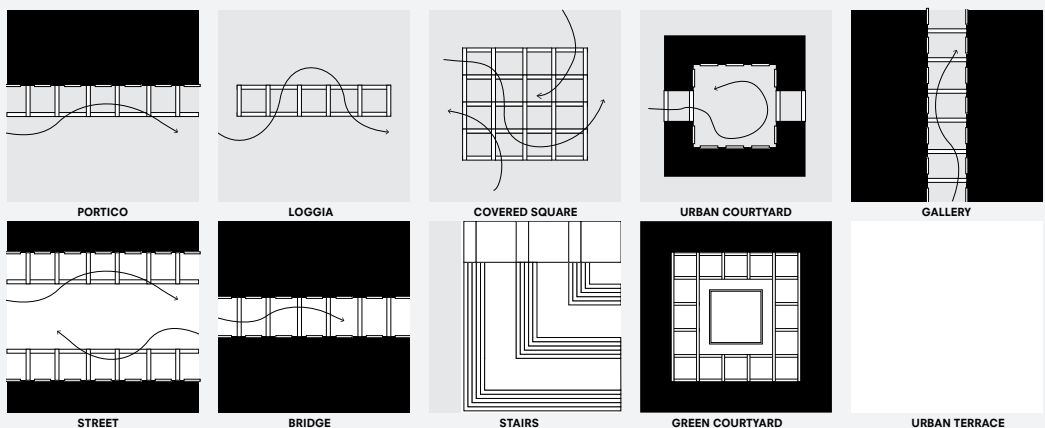 PORTICO
LOGGIA
COVERED SQUARE
URBAN COURTYARD
GALLERY
STREET
BRIDGE
STAIRS
GREEN COURTYARD
URBAN TERRACE